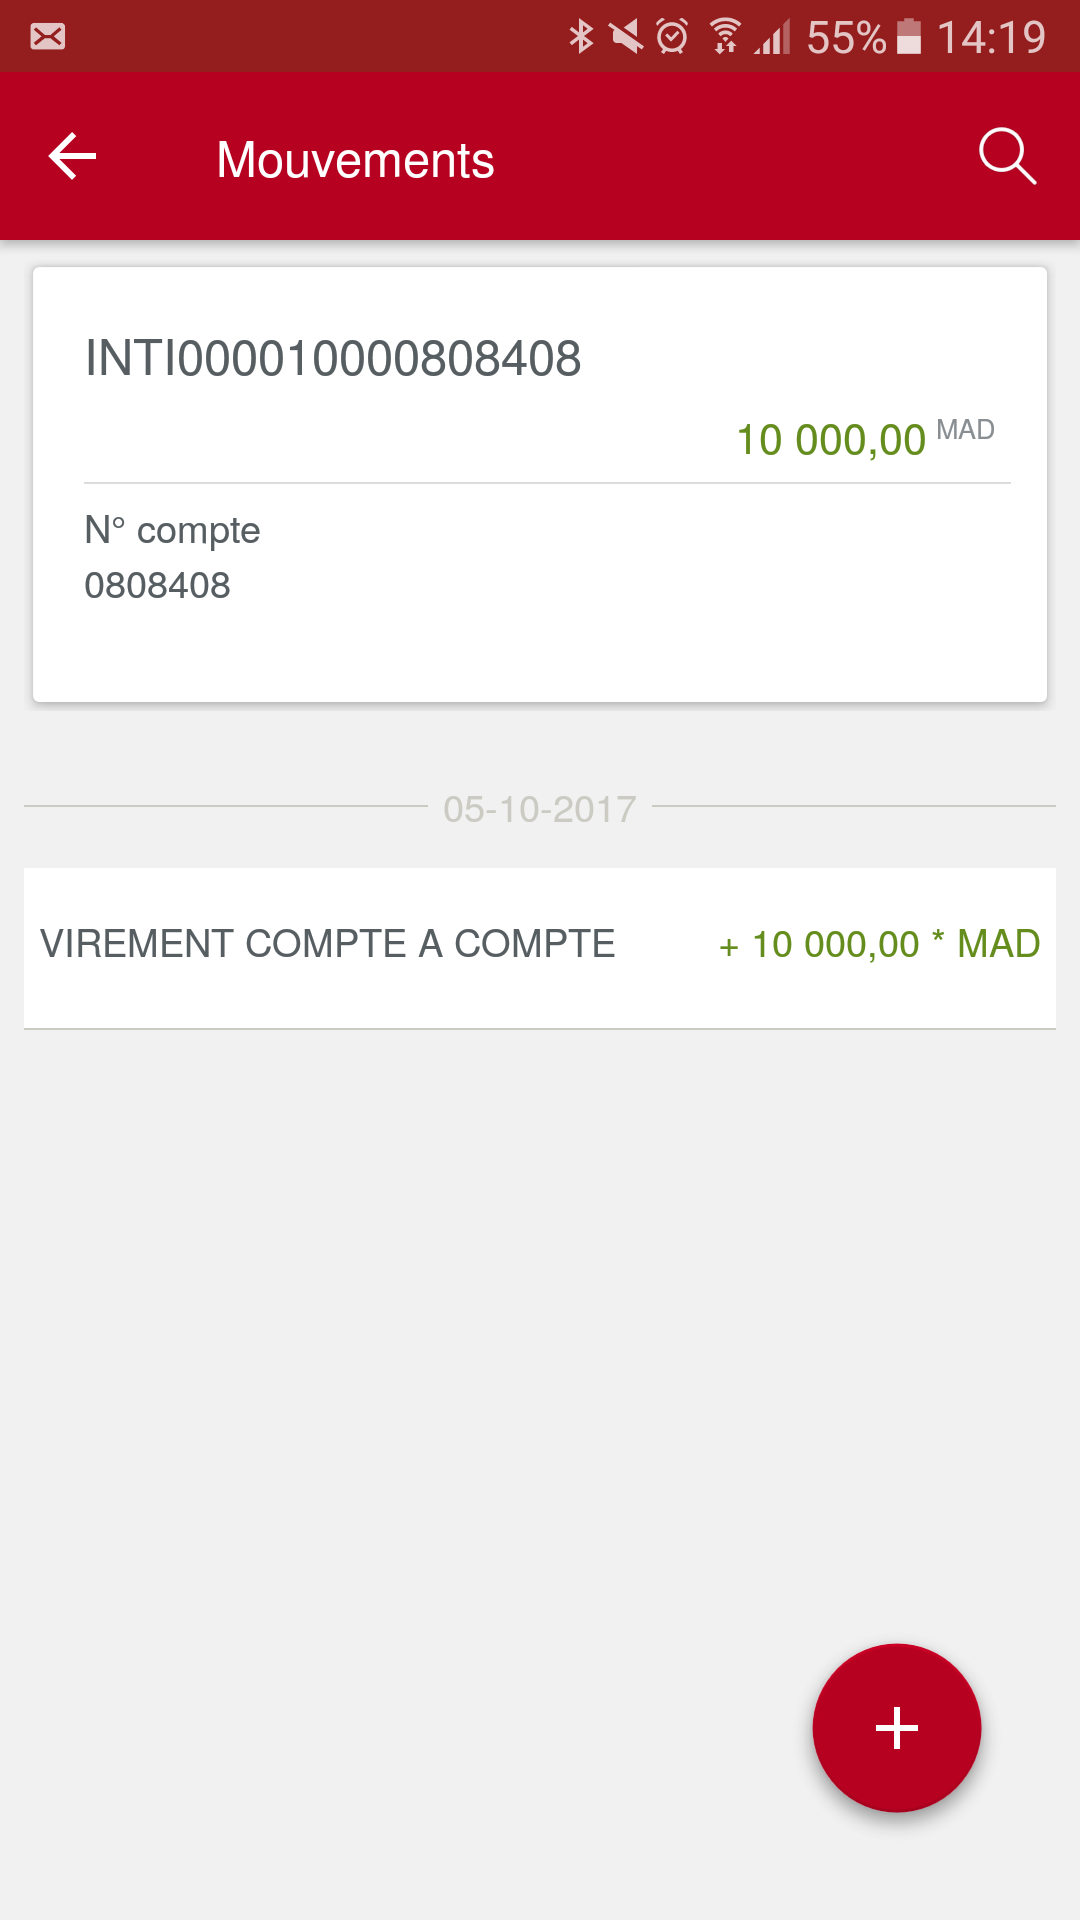 55% 14:19
Mouvements
INTI000010000808408
10 000,00 MAD
N° compte
0808408
05-10-2017
VIREMENT COMPTE A COMPTE + 10 000,00 * MAD